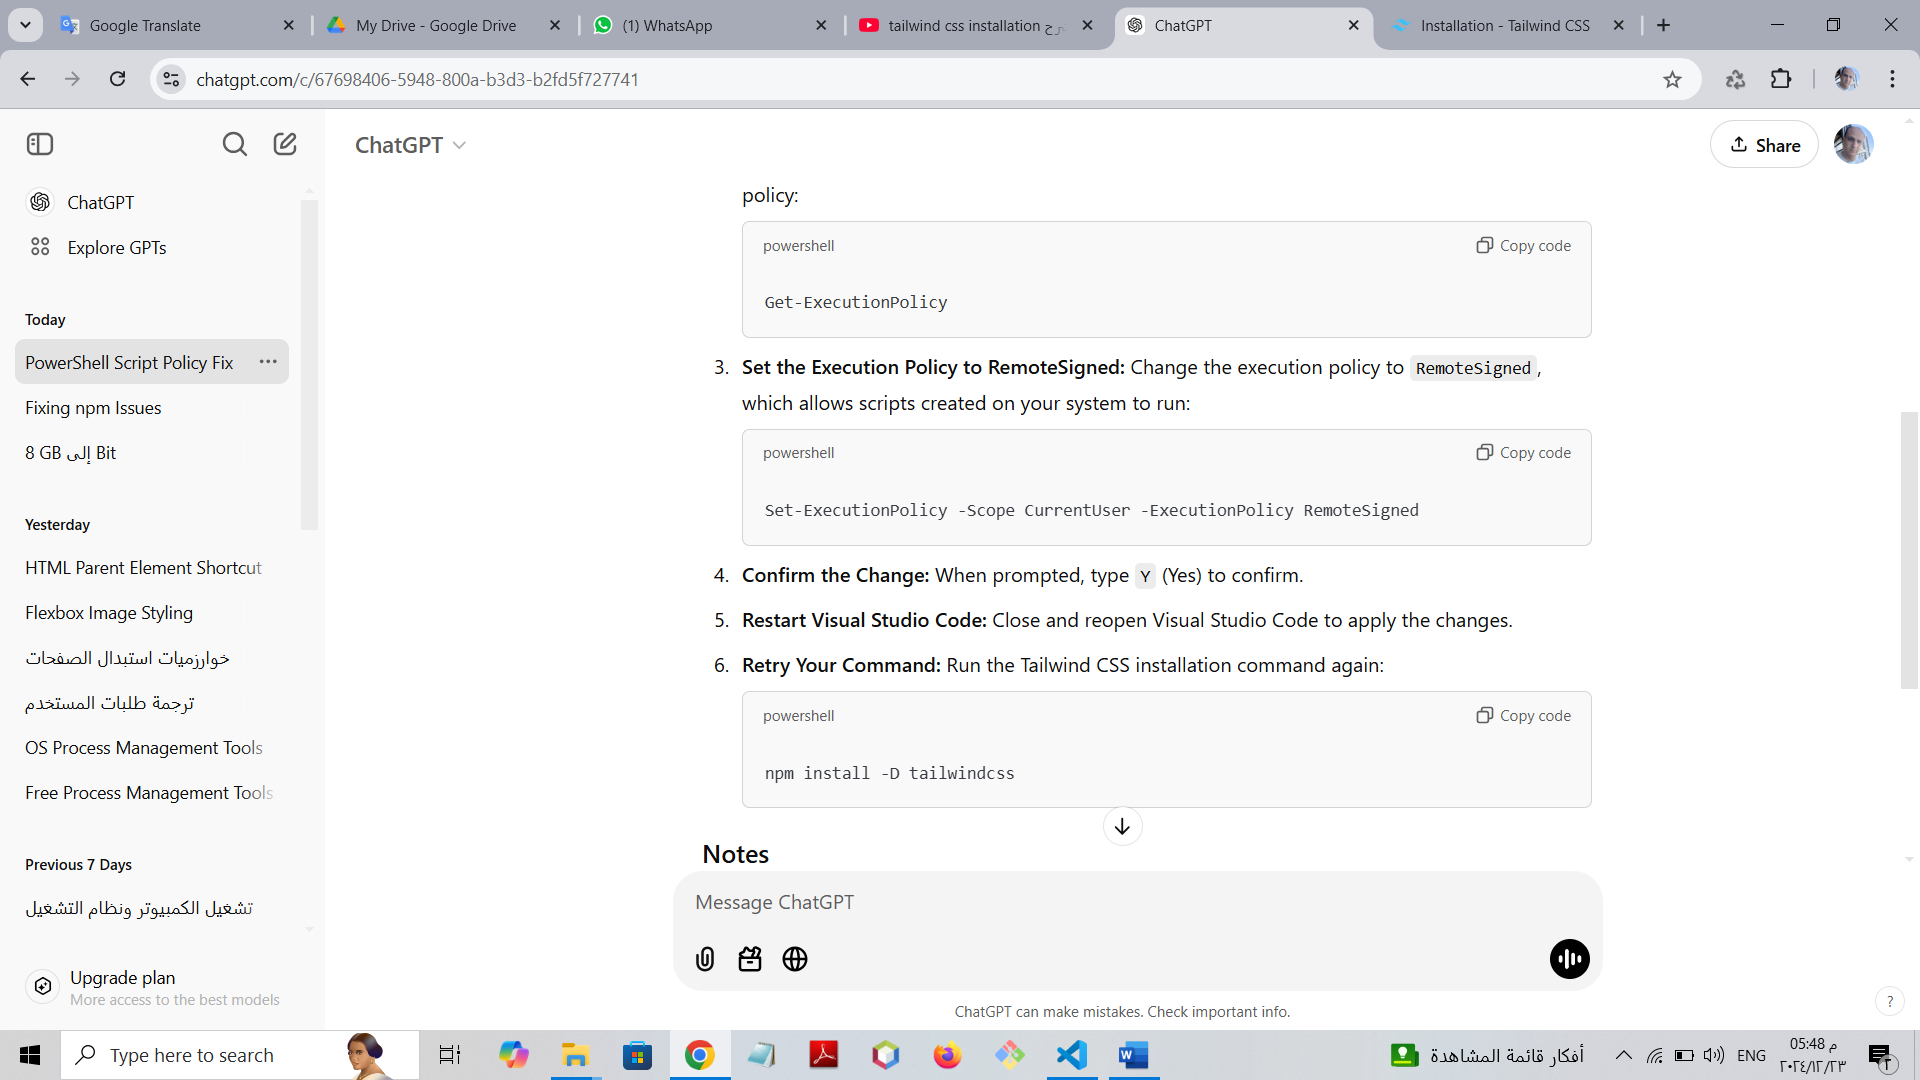 Google Translate
My Drive - Google Drive
(1) WhatsApp
tailwind css installation
ChatGPT
Installation - Tailwind CSS
chatgpt.com/c/67698406-5948-800a-b3d3-b2fd5f727741
ChatGPT
Share
ChatGPT
Explore GPTs
Today
PowerShell Script Policy Fix
Fixing npm Issues
8 GB إلى Bit
Yesterday
HTML Parent Element Shortcut
Flexbox Image Styling
خوارزميات استبدال الصفحات
ترجمة طلبات المستخدم
OS Process Management Tools
Free Process Management Tools
Previous 7 Days
تشغيل الكمبيوتر ونظام التشغيل
Upgrade plan
More access to the best models
policy:
powershell
Copy code
Get-ExecutionPolicy
3. Set the Execution Policy to RemoteSigned: Change the execution policy to RemoteSigned,
which allows scripts created on your system to run:
powershell
Copy code
Set-ExecutionPolicy -Scope CurrentUser -ExecutionPolicy RemoteSigned
4. Confirm the Change: When prompted, type Y (Yes) to confirm.
5. Restart Visual Studio Code: Close and reopen Visual Studio Code to apply the changes.
6. Retry Your Command: Run the Tailwind CSS installation command again:
powershell
Copy code
npm install -D tailwindcss
Notes
Message ChatGPT
ChatGPT can make mistakes. Check important info.
?
Type here to search
أفكار قائمة المشاهدة
ENG
05:48 م
٢٠٢٤/١٢/٢٣
٢